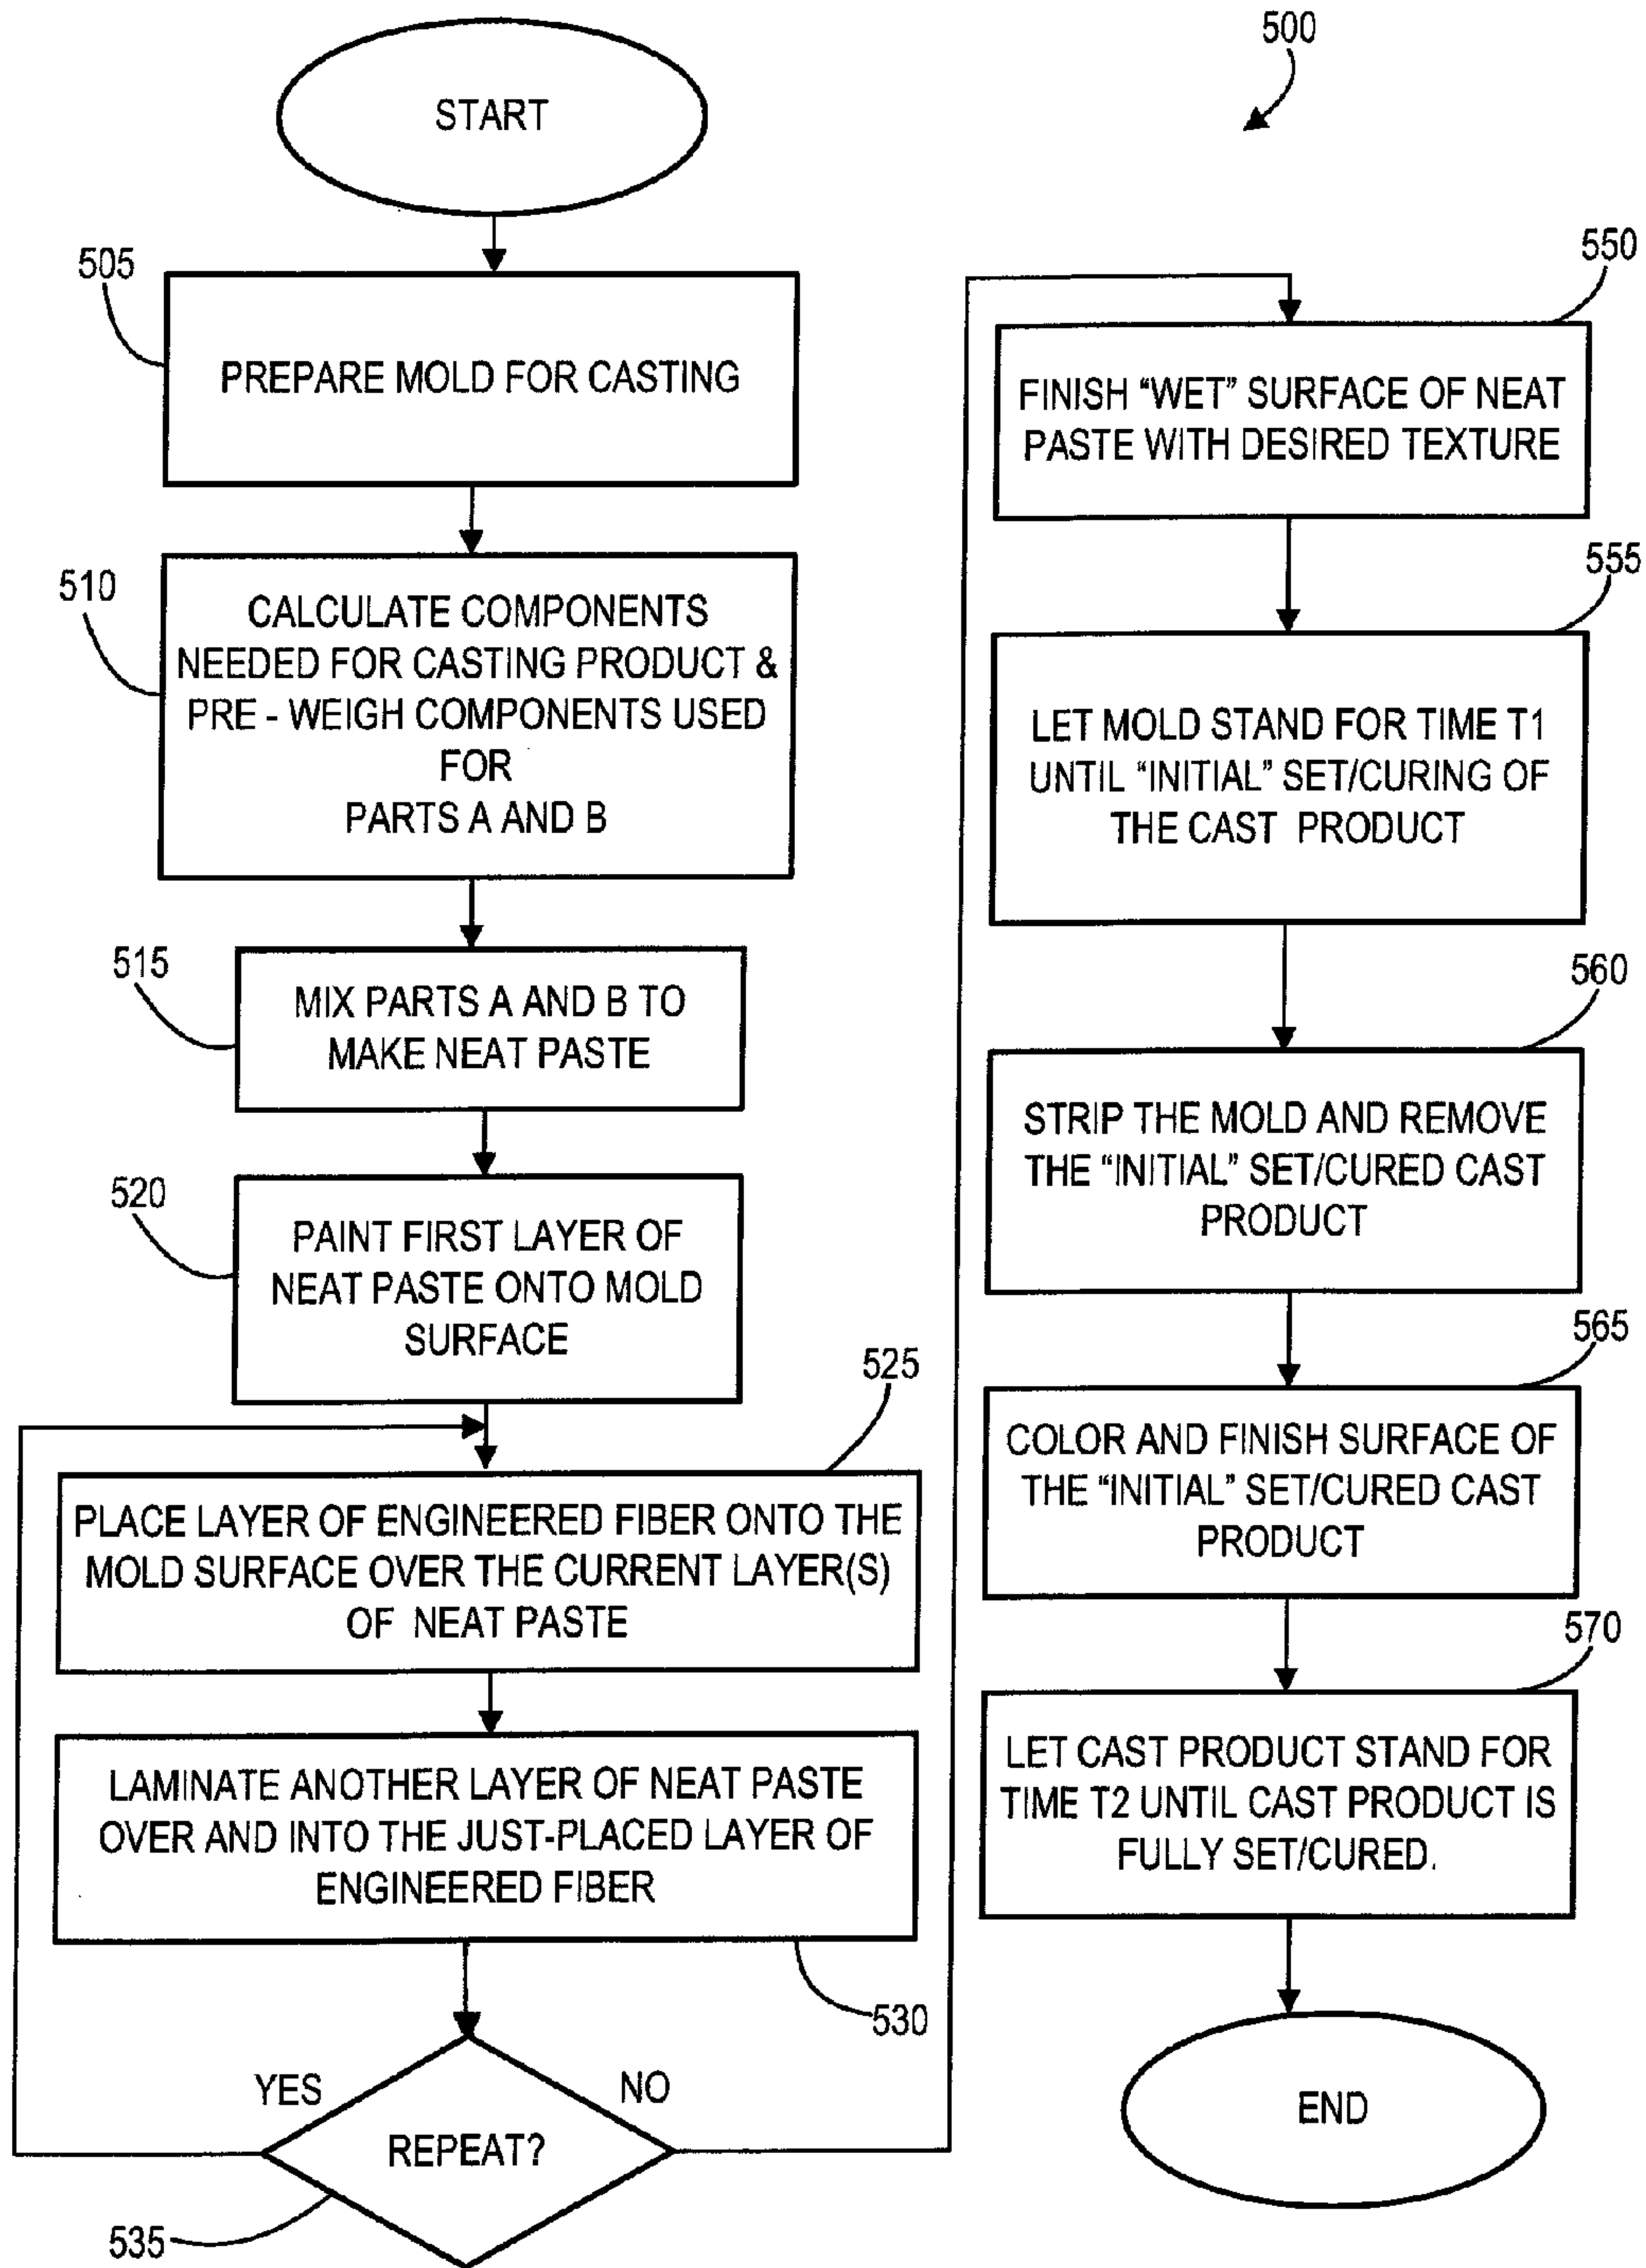 START
500
505
PREPARE MOLD FOR CASTING
510
CALCULATE COMPONENTS
NEEDED FOR CASTING PRODUCT &
PRE - WEIGH COMPONENTS USED
FOR
PARTS A AND B
515
MIX PARTS A AND B TO
MAKE NEAT PASTE
520
PAINT FIRST LAYER OF
NEAT PASTE ONTO MOLD
SURFACE
525
PLACE LAYER OF ENGINEERED FIBER ONTO THE
MOLD SURFACE OVER THE CURRENT LAYER(S)
OF NEAT PASTE
LAMINATE ANOTHER LAYER OF NEAT PASTE
OVER AND INTO THE JUST-PLACED LAYER OF
ENGINEERED FIBER
530
YES
NO
REPEAT?
535
550
FINISH “WET” SURFACE OF NEAT
PASTE WITH DESIRED TEXTURE
555
LET MOLD STAND FOR TIME T1
UNTIL “INITIAL” SET/CURING OF
THE CAST PRODUCT
560
STRIP THE MOLD AND REMOVE
THE “INITIAL” SET/CURED CAST
PRODUCT
565
COLOR AND FINISH SURFACE OF
THE “INITIAL” SET/CURED CAST
PRODUCT
570
LET CAST PRODUCT STAND FOR
TIME T2 UNTIL CAST PRODUCT IS
FULLY SET/CURED.
END